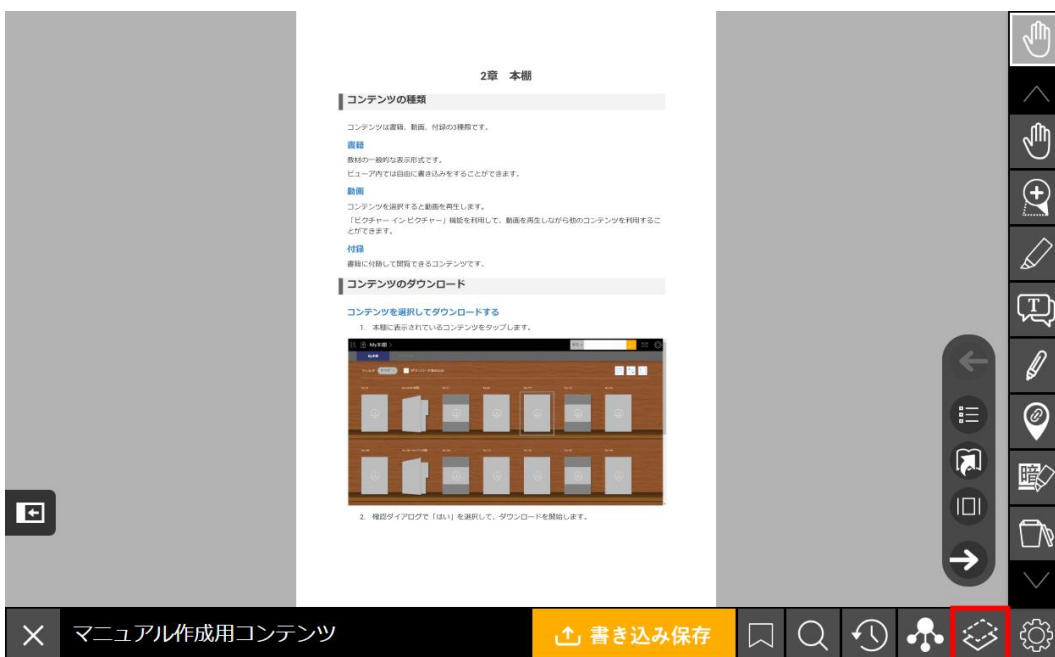 2章 本棚
コンテンツの種類
コンテンツは書籍、動画、付録の3種類です。
書籍
教材の一般的な表示形式です。
ビューア内では自由に書き込みをすることができます。
動画
コンテンツを選択すると動画を再生します。
「ピクチャー イン ピクチャー」機能を利用して、動画を再生しながら他のコンテンツを利用するこ
とができます。
付録
書籍に付随して閲覧できるコンテンツです。
コンテンツのダウンロード
コンテンツを選択してダウンロードする
1. 本棚に表示されているコンテンツをタップします。
My本棚
2. 確認ダイアログで「はい」を選択して、ダウンロードを開始します。
T
暗
マニュアル作成用コンテンツ
書き込み保存